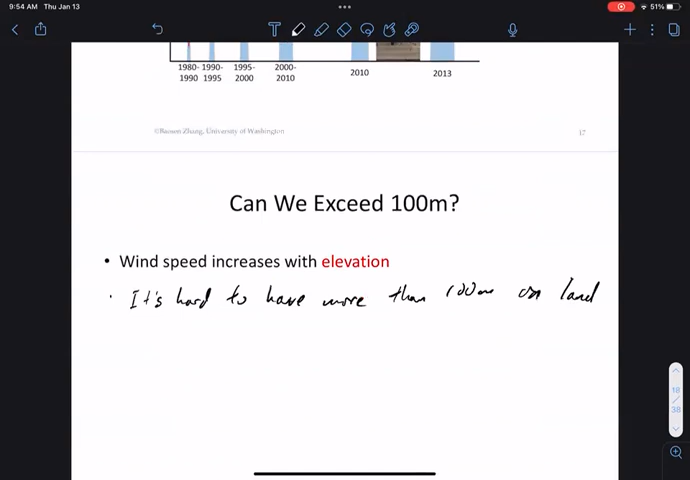 9:54 AM Thu Jan 13
51%
1980- 1990- 1995- 2000-
1990 1995 2000 2010 2010 2013
©Baosen Zhang, University of Washington
17
Can We Exceed 100m?
• Wind speed increases with elevation
· It's hard to have more than 100m on land
18
/
38